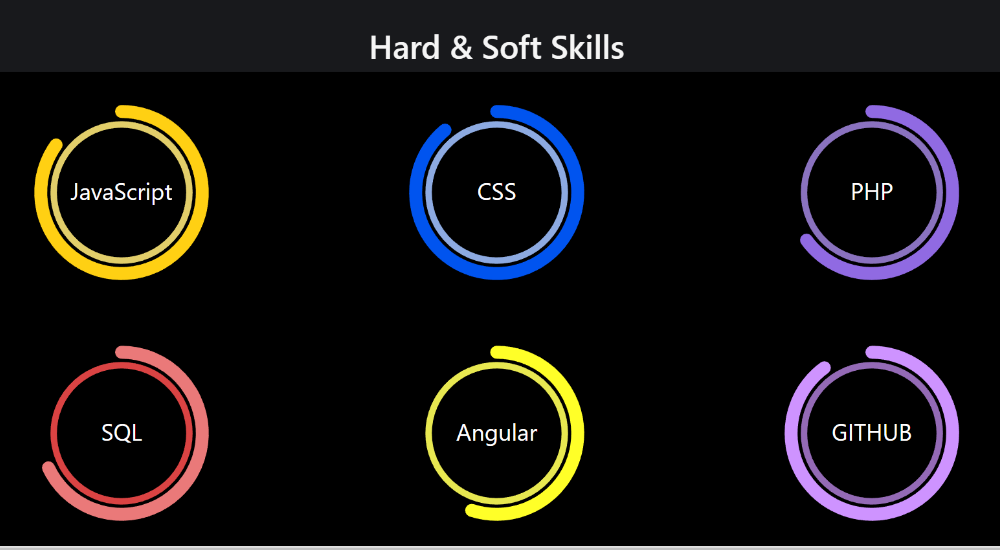 Hard & Soft Skills
JavaScript
CSS
PHP
SQL
Angular
GITHUB